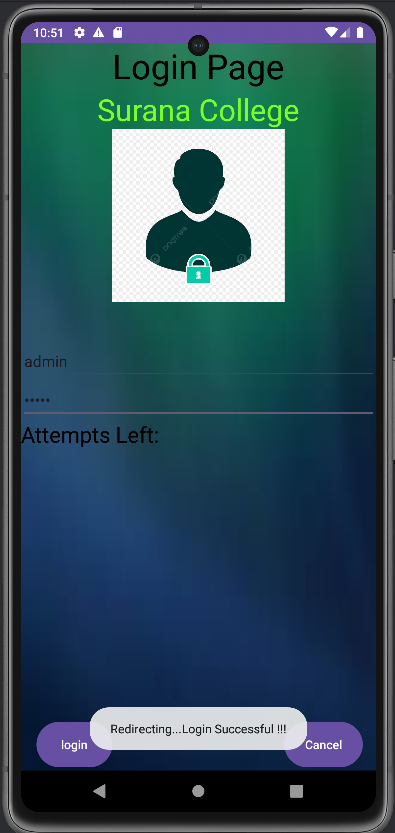 10:51
Login Page
Surana College
admin
•••••
Attempts Left:
Redirecting...Login Successful !!!
login
Cancel